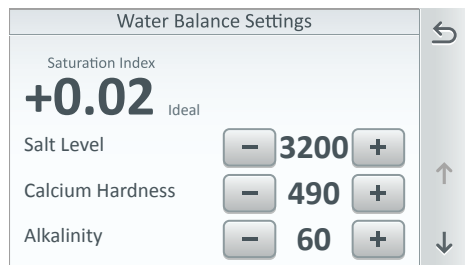 Water Balance Settings
Saturation Index
+0.02 Ideal
Salt Level - 3200 +
Calcium Hardness - 490 +
Alkalinity - 60 +